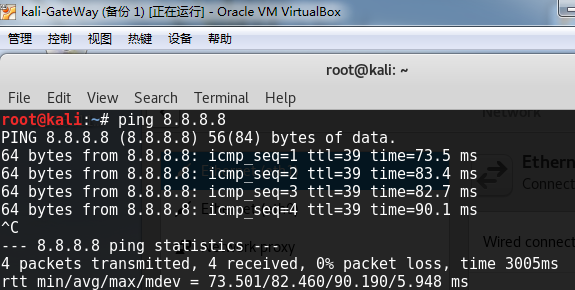 kali-GateWay (备份 1) [正在运行] - Oracle VM VirtualBox
管理 控制 视图 热键 设备 帮助
root@kali: ~
File Edit View Search Terminal Help
root@kali:~# ping 8.8.8.8
PING 8.8.8.8 (8.8.8.8) 56(84) bytes of data.
64 bytes from 8.8.8.8: icmp_seq=1 ttl=39 time=73.5 ms
64 bytes from 8.8.8.8: icmp_seq=2 ttl=39 time=83.4 ms
64 bytes from 8.8.8.8: icmp_seq=3 ttl=39 time=82.7 ms
64 bytes from 8.8.8.8: icmp_seq=4 ttl=39 time=90.1 ms
^C
--- 8.8.8.8 ping statistics ---
4 packets transmitted, 4 received, 0% packet loss, time 3005ms
rtt min/avg/max/mdev = 73.501/82.460/90.190/5.948 ms
Network
Ethern
Connect
Wired connect
proxy